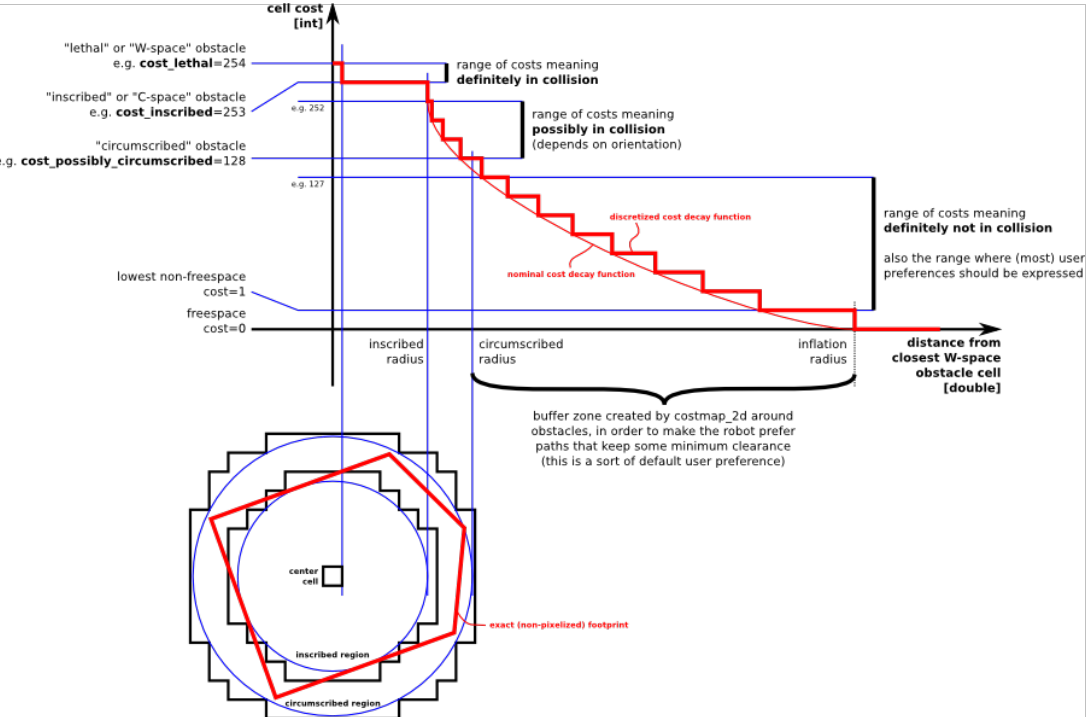 cell cost
[int]
"lethal" or "W-space" obstacle
e.g. cost_lethal=254
range of costs meaning
definitely in collision
"inscribed" or "C-space" obstacle
e.g. cost_inscribed=253
e.g. 252
range of costs meaning
possibly in collision
(depends on orientation)
"circumscribed" obstacle
e.g. cost_possibly_circumscribed=128
e.g. 127
range of costs meaning
definitely not in collision
also the range where (most) user
preferences should be expressed
discretized cost decay function
nominal cost decay function
lowest non-freespace
cost=1
freespace
cost=0
inscribed
radius
circumscribed
radius
inflation
radius
distance from
closest W-space
obstacle cell
[double]
buffer zone created by costmap_2d around
obstacles, in order to make the robot prefer
paths that keep some minimum clearance
(this is a sort of default user preference)
center
cell
exact (non-pixelized) footprint
inscribed region
circumscribed region